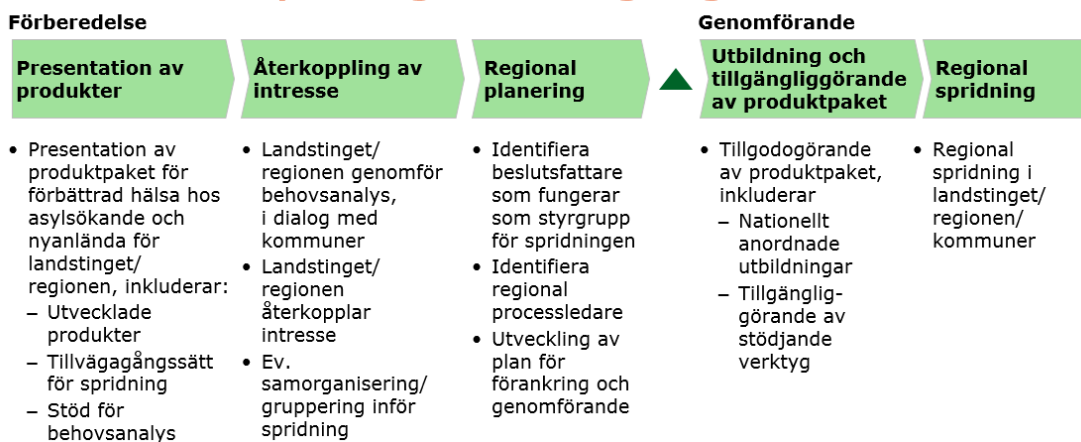 Förberedelse
Presentation av
produkter
Återkoppling av
intresse
Regional
planering
Genomförande
Utbildning och
tillgängliggörande
av produktpaket
Regional
spridning
• Presentation av
produktpaket för
förbättrad hälsa hos
asylsökande och
nyanlända för
landstinget/
regionen, inkluderar:
– Utvecklade
produkter
– Tillvägagångssätt
för spridning
– Stöd för
behovsanalys
• Landstinget/
regionen genomför
behovsanalys,
i dialog med
kommuner
• Landstinget/
regionen
återkopplar
intresse
• Ev.
samorganisering/
gruppering inför
spridning
• Identifiera
beslutsfattare
som fungerar
som styrgrupp
för spridningen
• Identifiera
regional
processledare
• Utveckling av
plan för
förankring och
genomförande
• Tillgodogörande
av produktpaket,
inkluderar
– Nationellt
anordnade
utbildningar
– Tillgänglig-
görande av
stödjande
verktyg
• Regional
spridning i
landstinget/
regionen/
kommuner